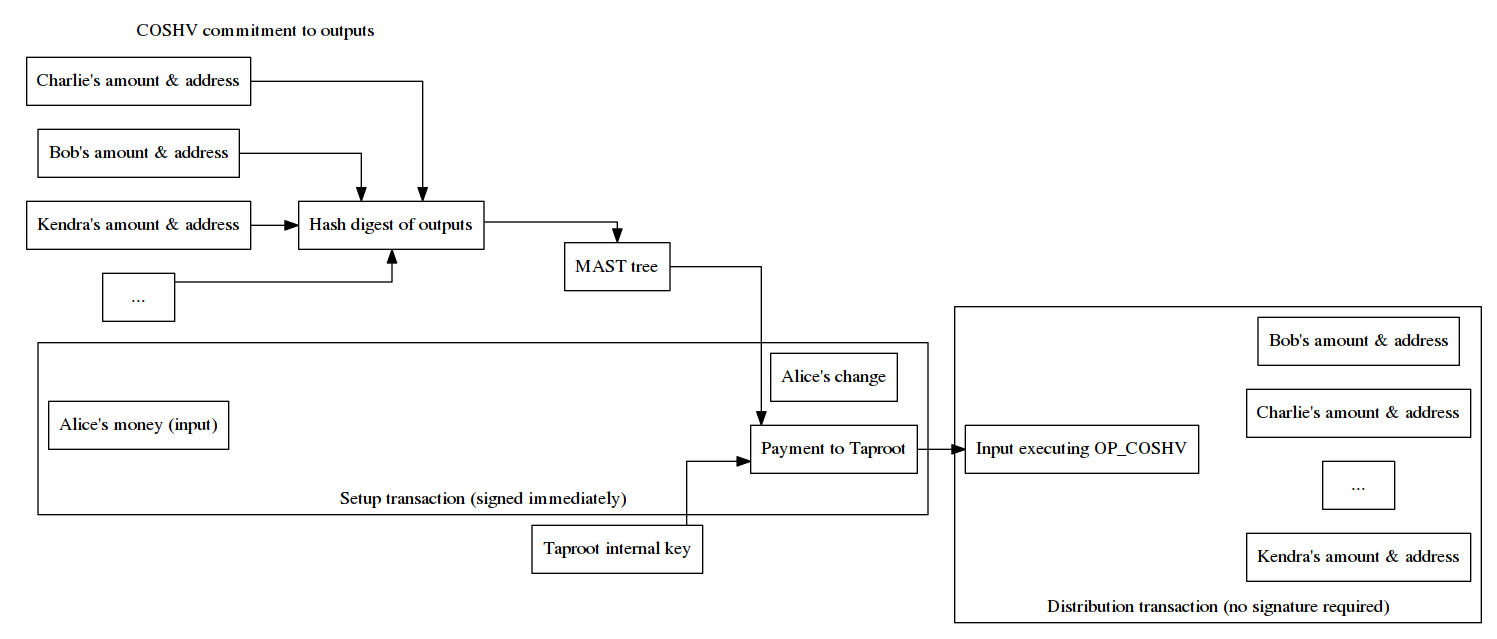 COSHV commitment to outputs
Charlie's amount & address
Bob's amount & address
Kendra's amount & address
Hash digest of outputs
MAST tree
...
Alice's change
Alice's money (input)
Payment to Taproot
Setup transaction (signed immediately)
Taproot internal key
Input executing OP_COSHV
Bob's amount & address
Charlie's amount & address
...
Kendra's amount & address
Distribution transaction (no signature required)